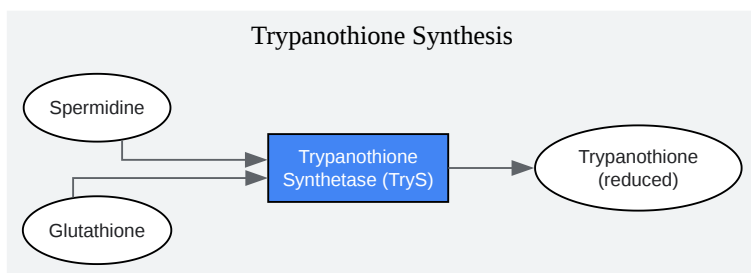 Trypanothione Synthesis
Spermidine
Trypanothione
Synthetase (TryS)
Trypanothione
(reduced)
Glutathione